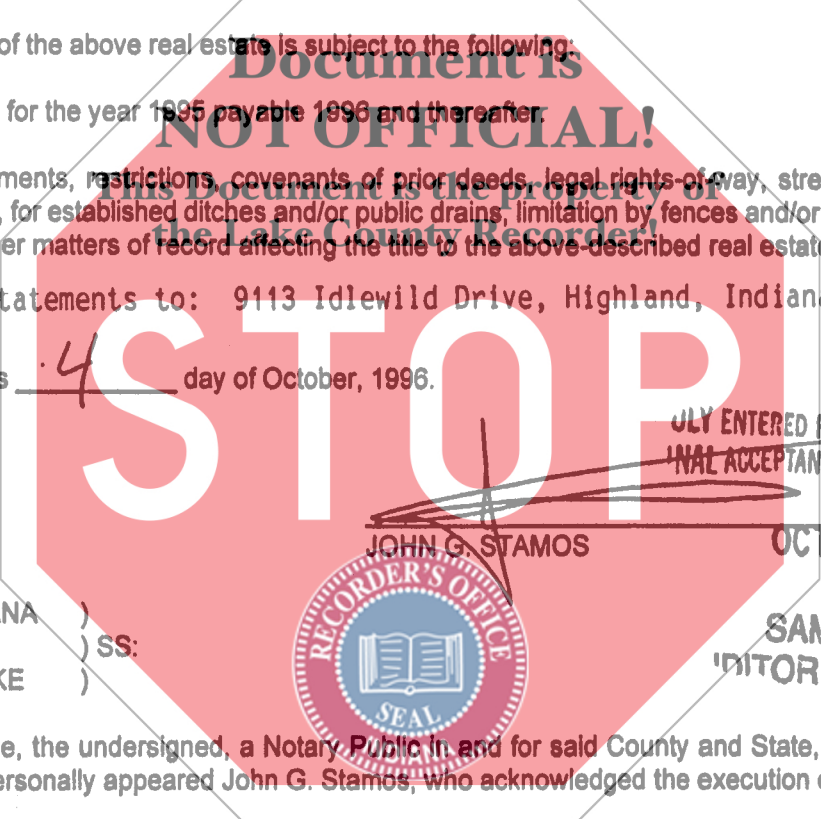 of the above real estate is subject to the following:
Document is
for the year 1995 payable 1996 and thereafter.
NOT OFFICIAL!
ments, restrictions, covenants of prior deeds, legal rights-of-way, stre
This Document is the property of
, for established ditches and/or public drains, limitation by fences and/or
the Lake County Recorder!
er matters of record affecting the title to the above-described real estate
tatements to: 9113 Idlewild Drive, Highland, Indiana
STOP
s 4 day of October, 1996.
ULY ENTERED
NAL ACCEPTAN
JOHN G. STAMOS
OCT
RECORDER'S OFFICE
NA )
) SS:
KE )
SAM
DITOR
SEAL
INDIANA
e, the undersigned, a Notary Public in and for said County and State,
ersonally appeared John G. Stamos, who acknowledged the execution